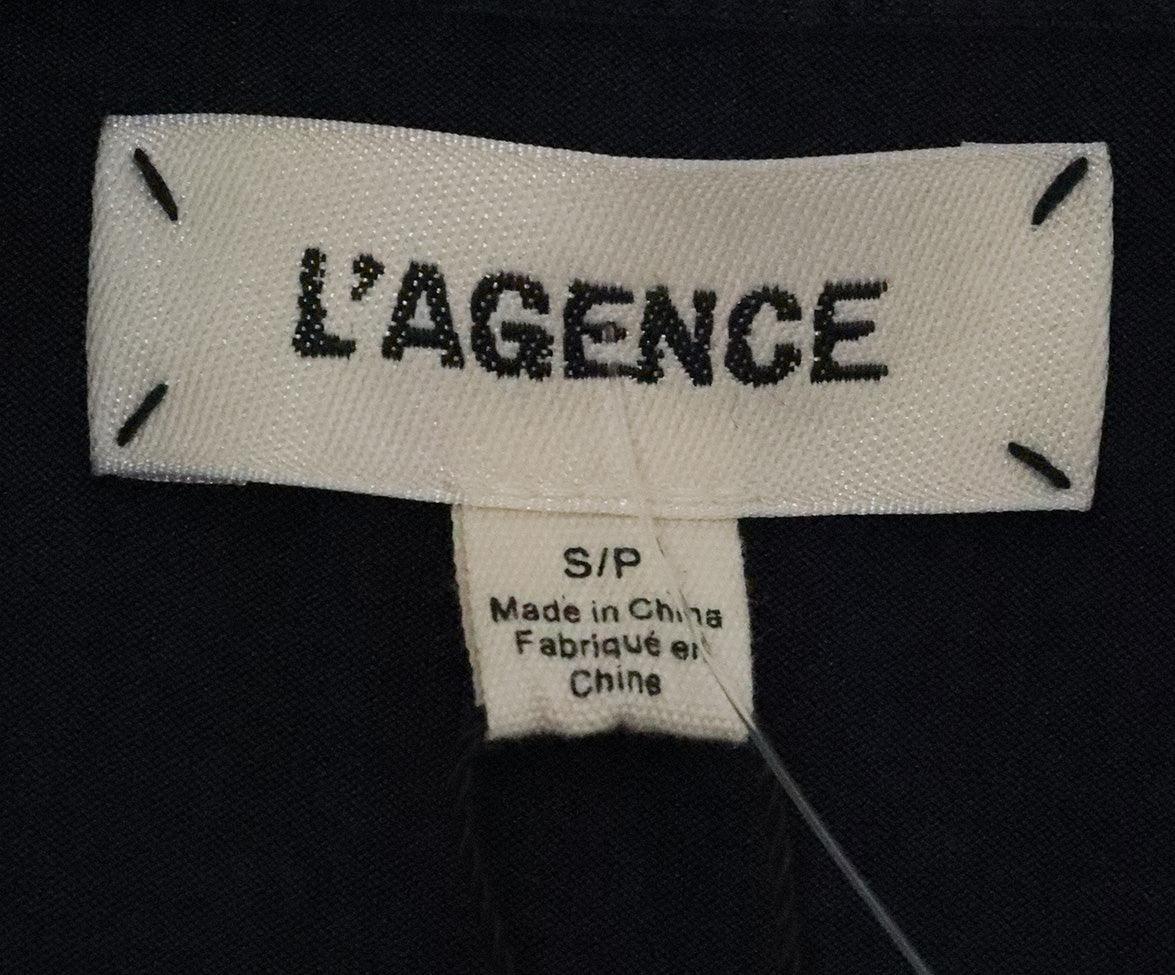 L'AGENCE
S/P
Made in China
Fabriqué en
Chine